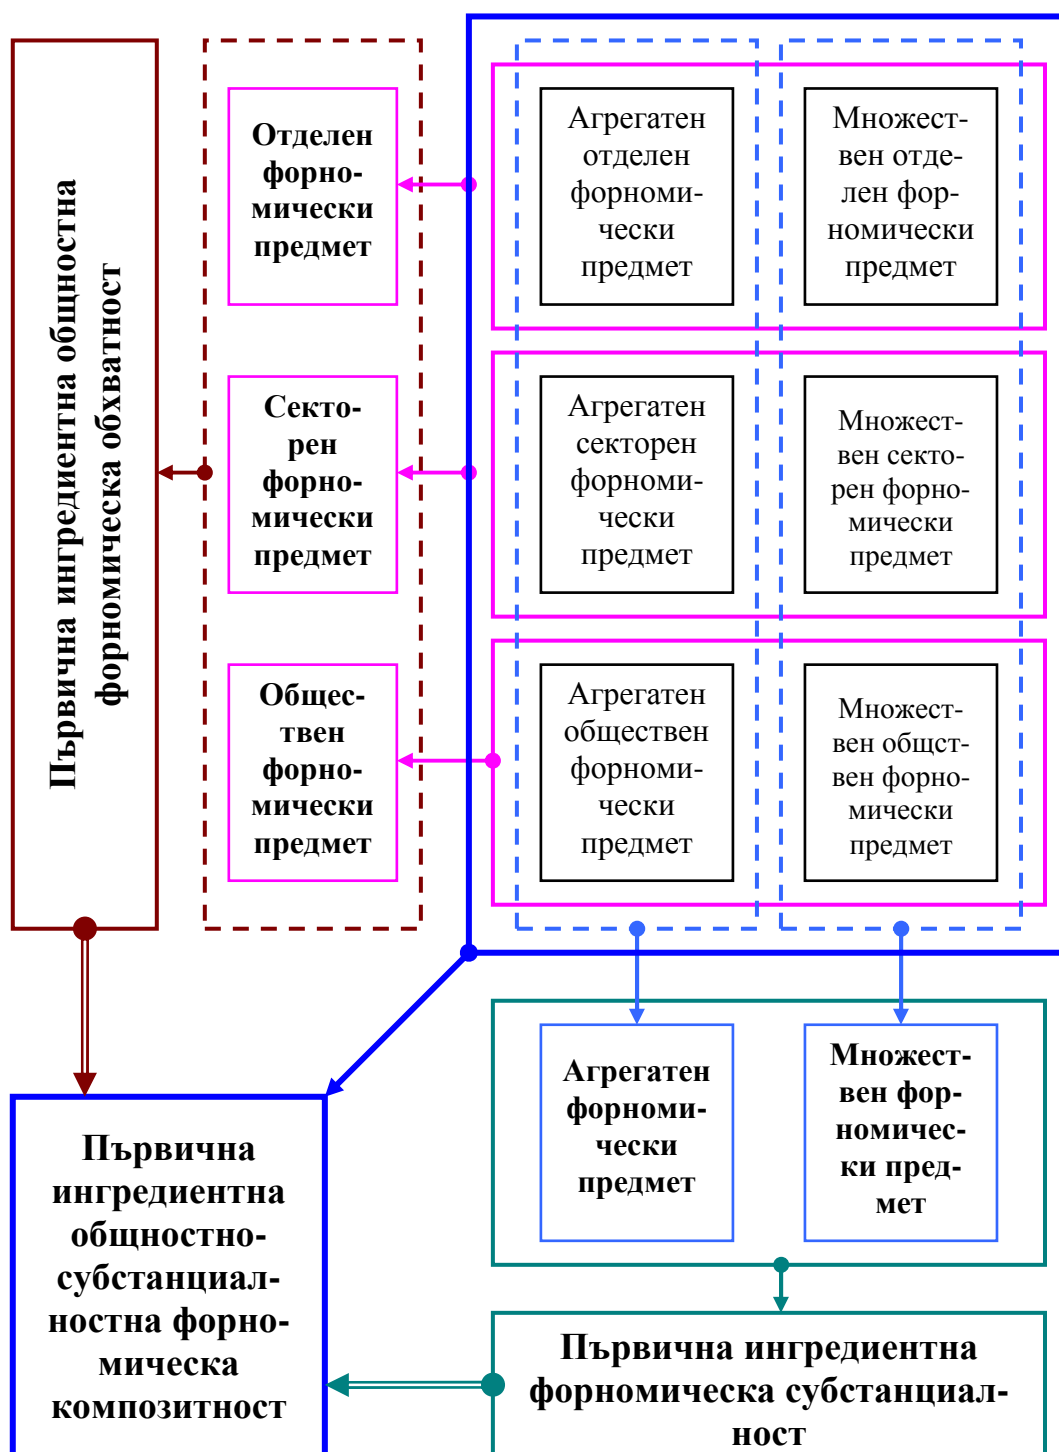 Първична ингредиентна общностна
форномическа обхватност
Отделен
форно-
мически
предмет
Агрегатен
отделен
форноми-
чески
предмет
Множест-
вен отде-
лен фор-
номически
предмет
Секто-
рен
форно-
мически
предмет
Агрегатен
секторен
форноми-
чески
предмет
Множест-
вен секто-
рен форно-
мически
предмет
Общес-
твен
форно-
мически
предмет
Агрегатен
обществен
форноми-
чески
предмет
Множест-
вен общст-
вен форно-
мически
предмет
Агрегатен
форноми-
чески
предмет
Множест-
вен фор-
номичес-
ки пред-
мет
Първична
ингредиентна
общностно-
субстанциал-
ностна форно-
мическа
композитност
Първична ингредиентна
форномическа субстанциал-
ност